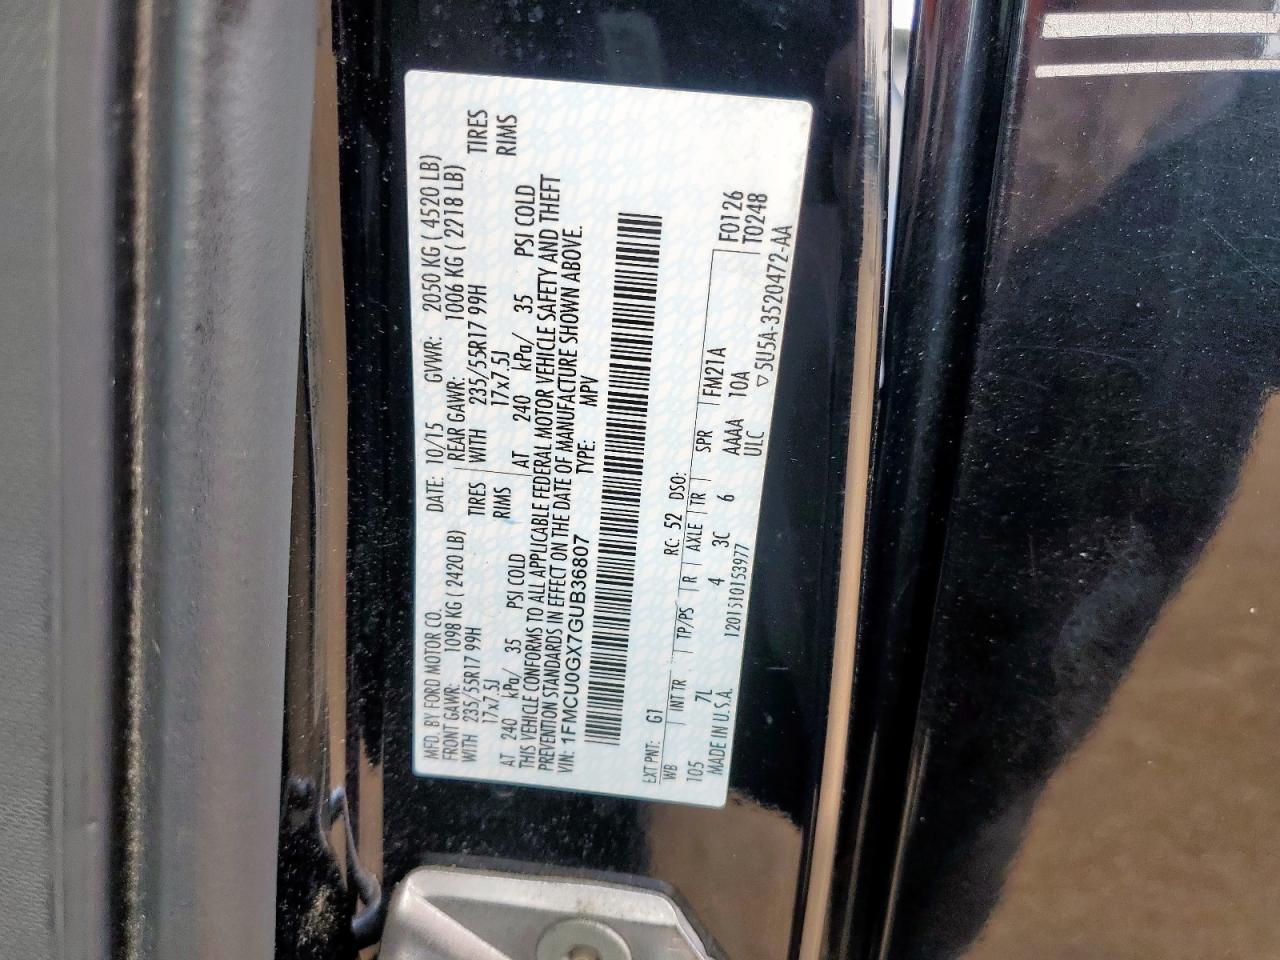 MFD. BY FORD MOTOR CO.
DATE: 10/15 GVWR: 2050 KG ( 4520 LB)
FRONT GAWR: 1098 KG ( 2420 LB) REAR GAWR: 1006 KG ( 2218 LB)
WITH 235/55R17 99H TIRES WITH 235/55R17 99H TIRES
17x7.5J RIMS 17x7.5J RIMS
AT 240 kPa/ 35 PSI COLD AT 240 kPa/ 35 PSI COLD
THIS VEHICLE CONFORMS TO ALL APPLICABLE FEDERAL MOTOR VEHICLE SAFETY AND THEFT
PREVENTION STANDARDS IN EFFECT ON THE DATE OF MANUFACTURE SHOWN ABOVE.
VIN: 1FMCU0GX7GUB36807 TYPE: MPV
EXT PNT: G1 RC: 52 DSO:
WB INT TR TP/PS R AXLE TR SPR FM21A F0126
105 7L 4 3C 6 AAAA 10A T0248
MADE IN U.S.A. 1201510153977 ULC ▽5U5A-3520472-AA